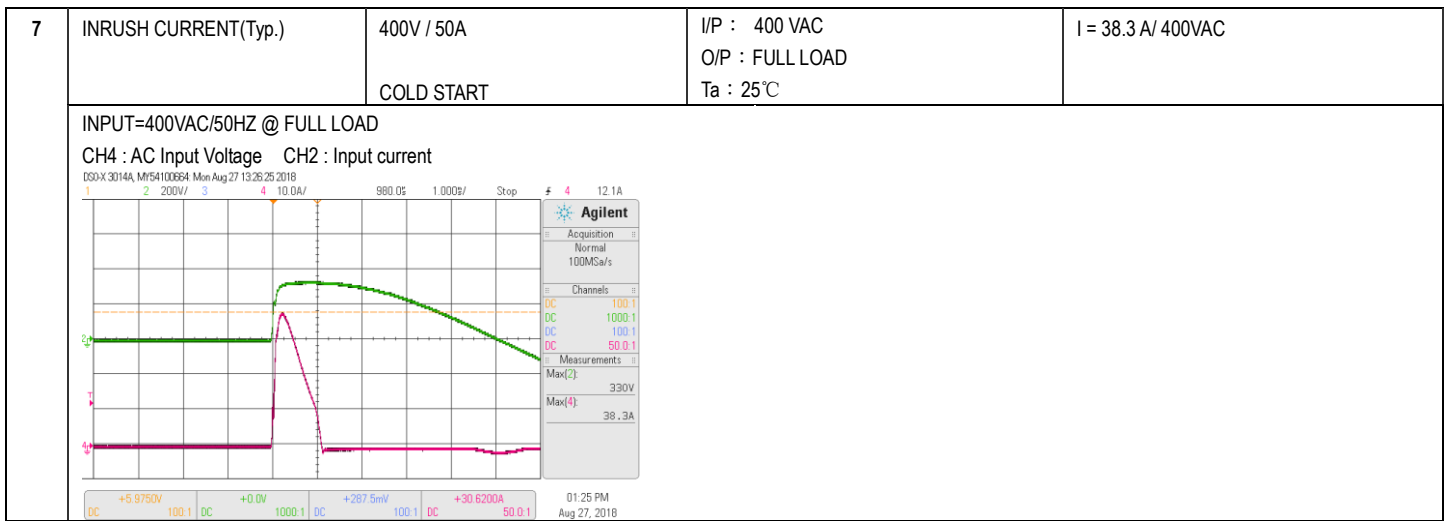 7 INRUSH CURRENT(Typ.) 400V / 50A I/P： 400 VAC I = 38.3 A/ 400VAC
O/P：FULL LOAD
COLD START Ta：25℃
INPUT=400VAC/50HZ @ FULL LOAD
CH4 : AC Input Voltage CH2 : Input current
DSO-X 3014A, MY54100664: Mon Aug 27 13:26:25 2018
1 2 200V/ 3 4 10.0A/ 980.0s 1.000s/ Stop 4 12.1A
Agilent
Acquisition
Normal
100MSa/s
Channels
DC 100:1
DC 1000:1
DC 100:1
DC 50.0:1
Measurements
Max(2):
330V
Max(4):
38.3A
2
T
4
+5.9750V +0.0V +287.5mV +30.6200A 01:25 PM
DC 100:1 DC 1000:1 DC 100:1 DC 50.0:1 Aug 27, 2018